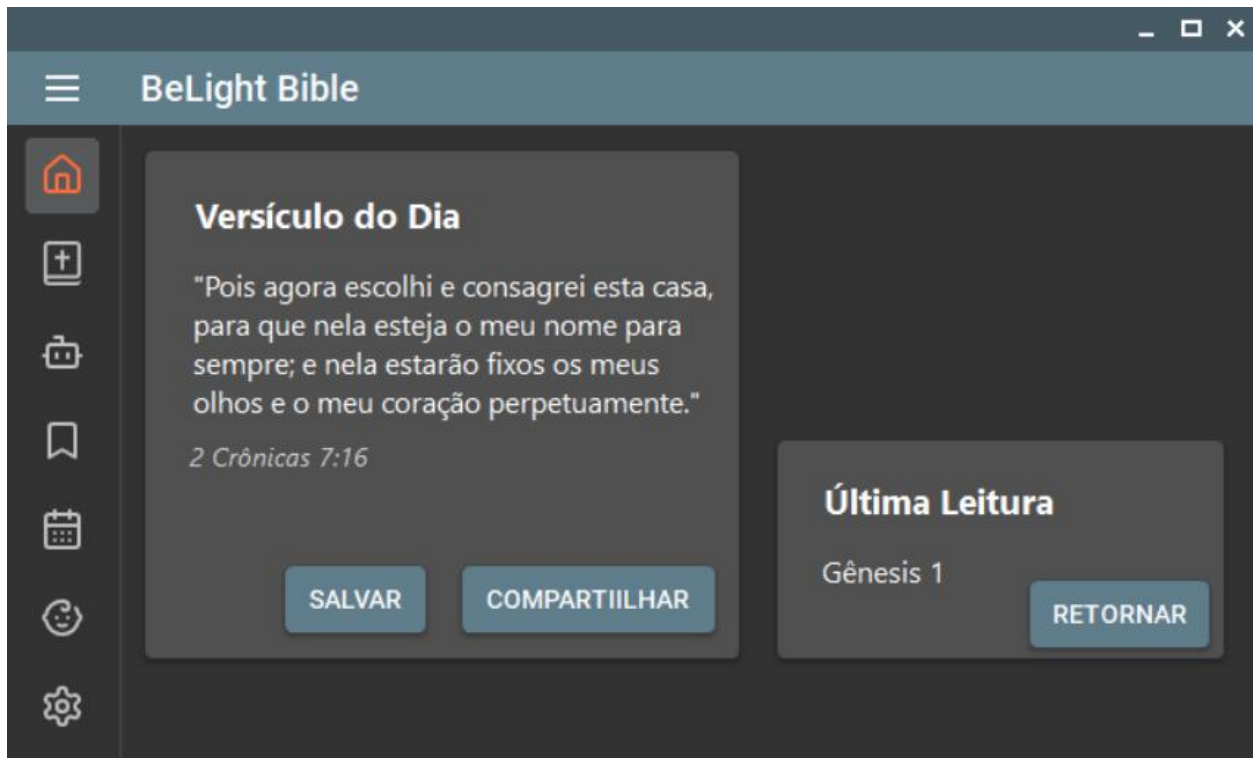 BeLight Bible
Versículo do Dia
"Pois agora escolhi e consagrei esta casa,
para que nela esteja o meu nome para
sempre; e nela estarão fixos os meus
olhos e o meu coração perpetuamente."
2 Crônicas 7:16
SALVAR
COMPARTIILHAR
Última Leitura
Gênesis 1
RETORNAR